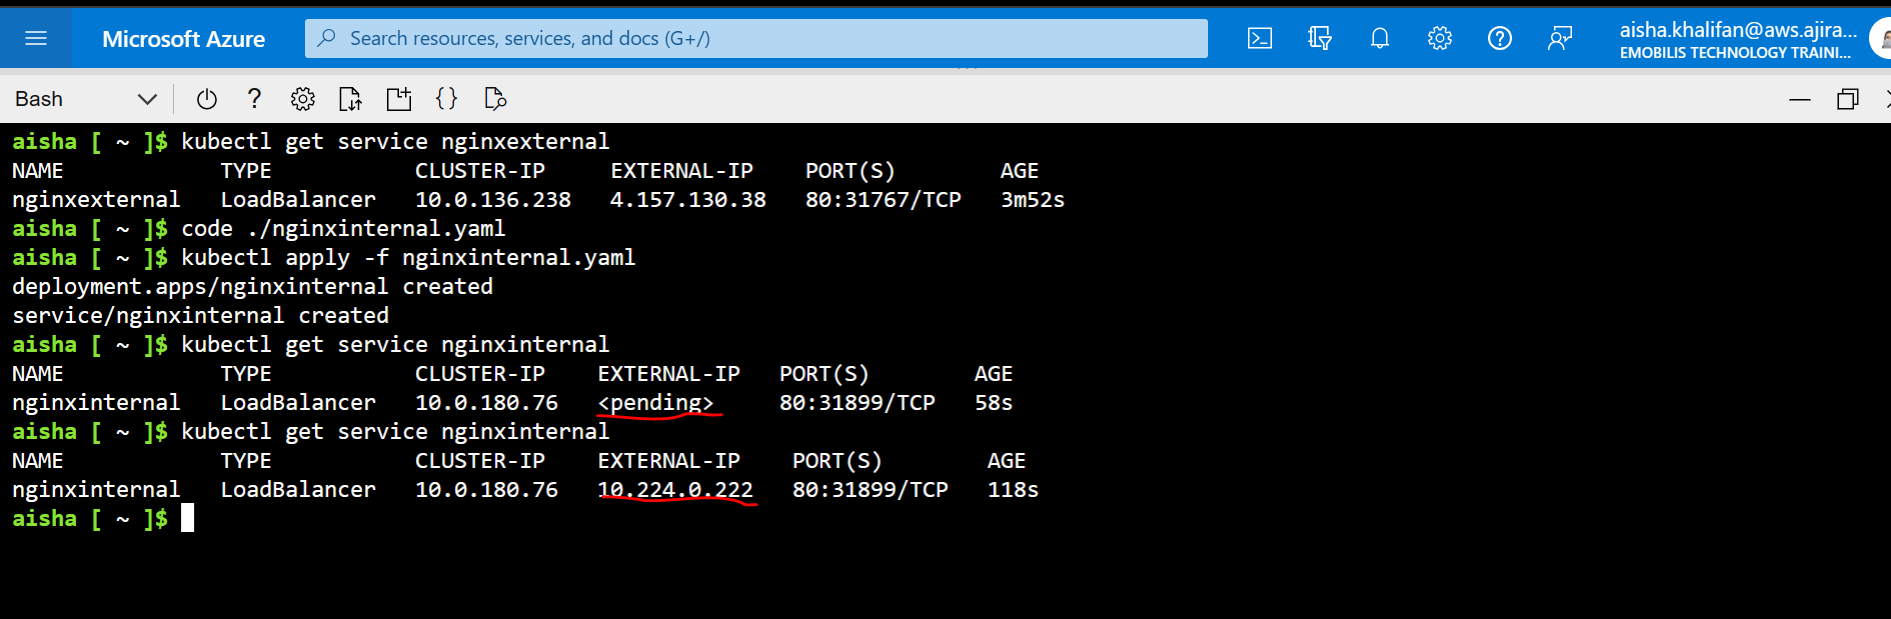 Microsoft Azure
Search resources, services, and docs (G+/)
aisha.khalifan@aws.ajira...
EMOBILIS TECHNOLOGY TRAINI...
Bash
aisha [ ~ ]$ kubectl get service nginxexternal
NAME TYPE CLUSTER-IP EXTERNAL-IP PORT(S) AGE
nginxexternal LoadBalancer 10.0.136.238 4.157.130.38 80:31767/TCP 3m52s
aisha [ ~ ]$ code ./nginxinternal.yaml
aisha [ ~ ]$ kubectl apply -f nginxinternal.yaml
deployment.apps/nginxinternal created
service/nginxinternal created
aisha [ ~ ]$ kubectl get service nginxinternal
NAME TYPE CLUSTER-IP EXTERNAL-IP PORT(S) AGE
nginxinternal LoadBalancer 10.0.180.76 <pending> 80:31899/TCP 58s
aisha [ ~ ]$ kubectl get service nginxinternal
NAME TYPE CLUSTER-IP EXTERNAL-IP PORT(S) AGE
nginxinternal LoadBalancer 10.0.180.76 10.224.0.222 80:31899/TCP 118s
aisha [ ~ ]$